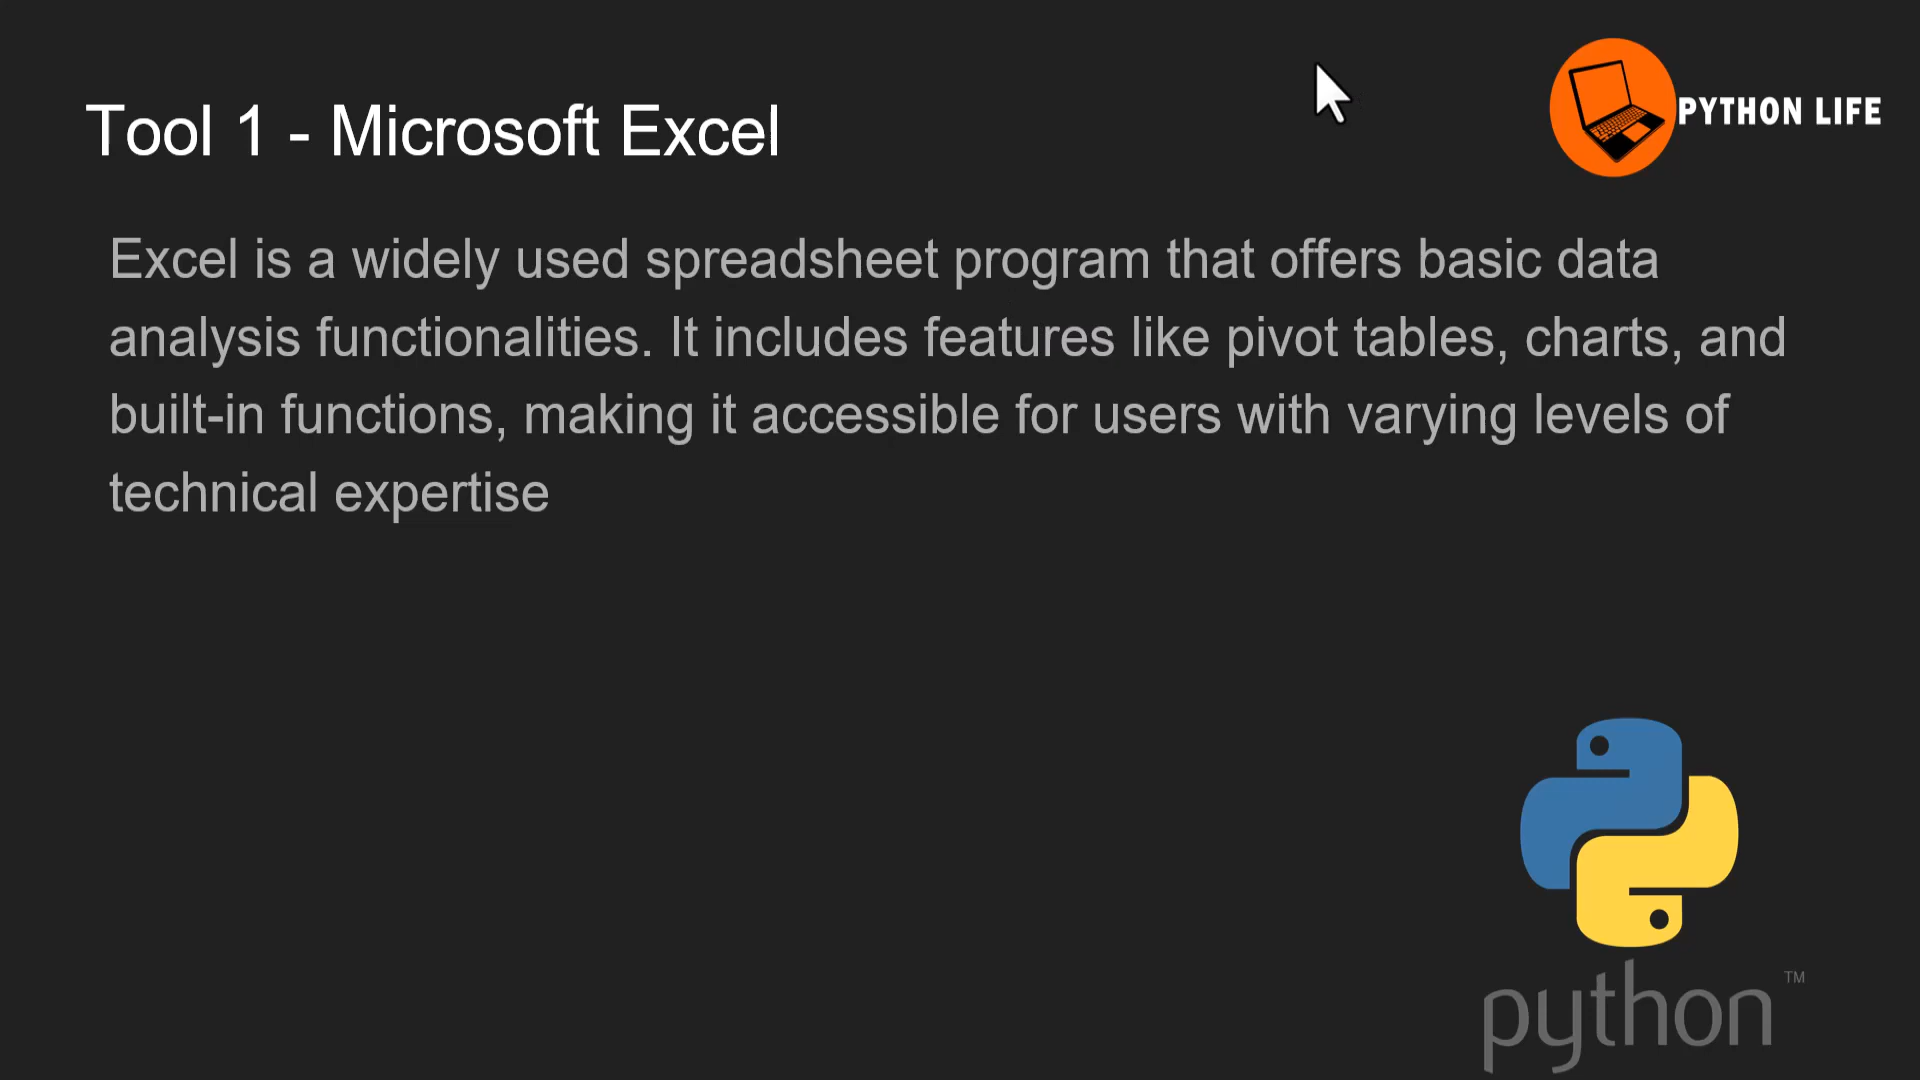 Tool 1 - Microsoft Excel
PYTHON LIFE
Excel is a widely used spreadsheet program that offers basic data
analysis functionalities. It includes features like pivot tables, charts, and
built-in functions, making it accessible for users with varying levels of
technical expertise
python™